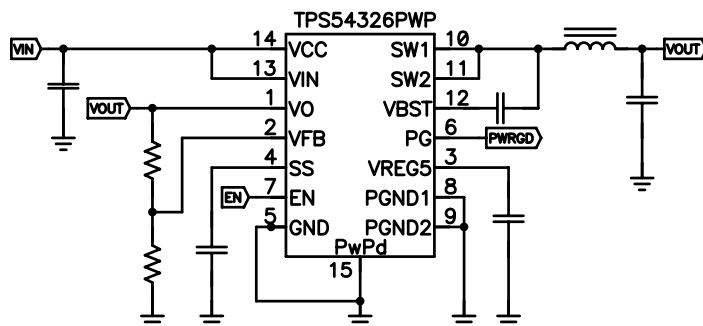 TPS54326PWP
VIN
14
VCC
SW1
10
VOUT
13
VIN
SW2
11
VOUT
1
VO
VBST
12
2
VFB
PG
6
PWRGD
4
SS
VREG5
3
EN
7
EN
PGND1
8
5
GND
PGND2
9
PwPd
15